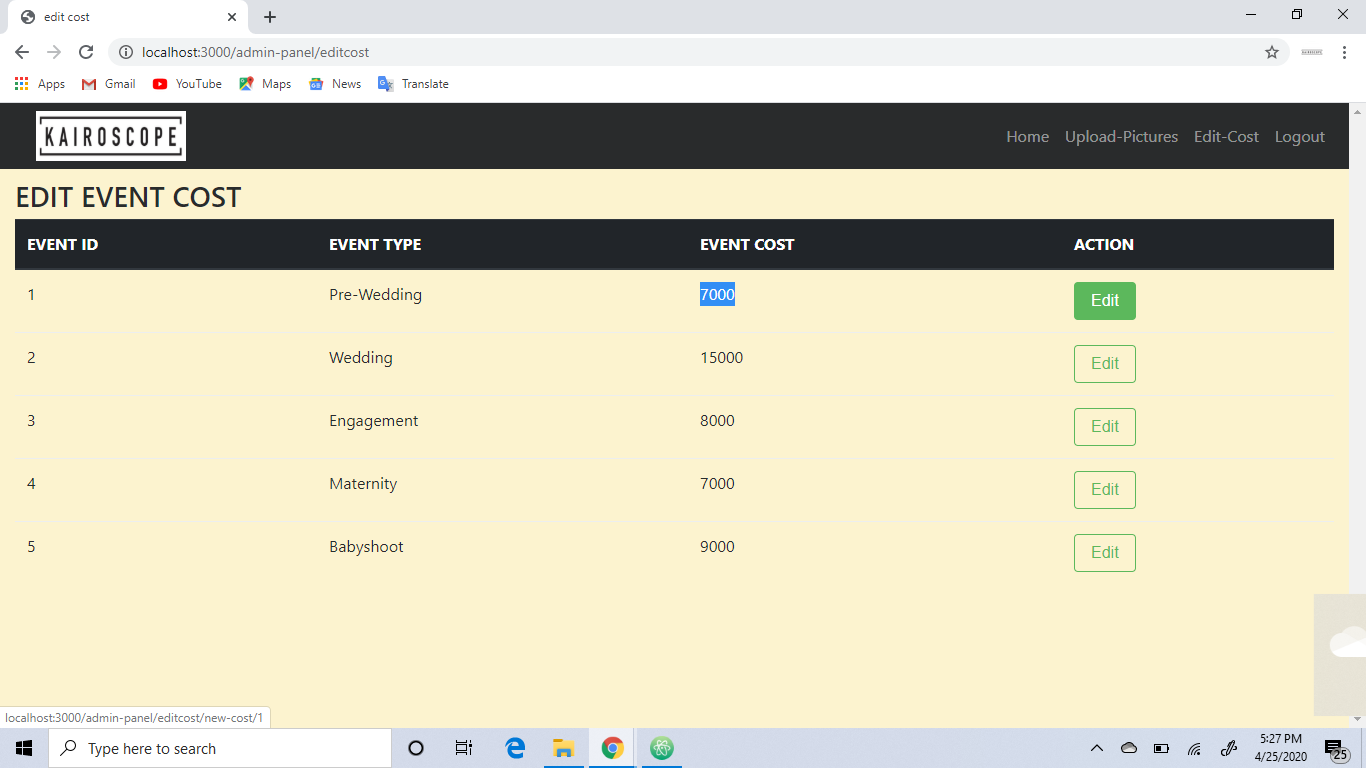 edit cost
localhost:3000/admin-panel/editcost
Apps Gmail YouTube Maps News Translate
KAIROSCOPE
Home Upload-Pictures Edit-Cost Logout
EDIT EVENT COST
EVENT ID EVENT TYPE EVENT COST ACTION
1 Pre-Wedding 7000 Edit
2 Wedding 15000 Edit
3 Engagement 8000 Edit
4 Maternity 7000 Edit
5 Babyshoot 9000 Edit
localhost:3000/admin-panel/editcost/new-cost/1
Type here to search
5:27 PM
4/25/2020
25